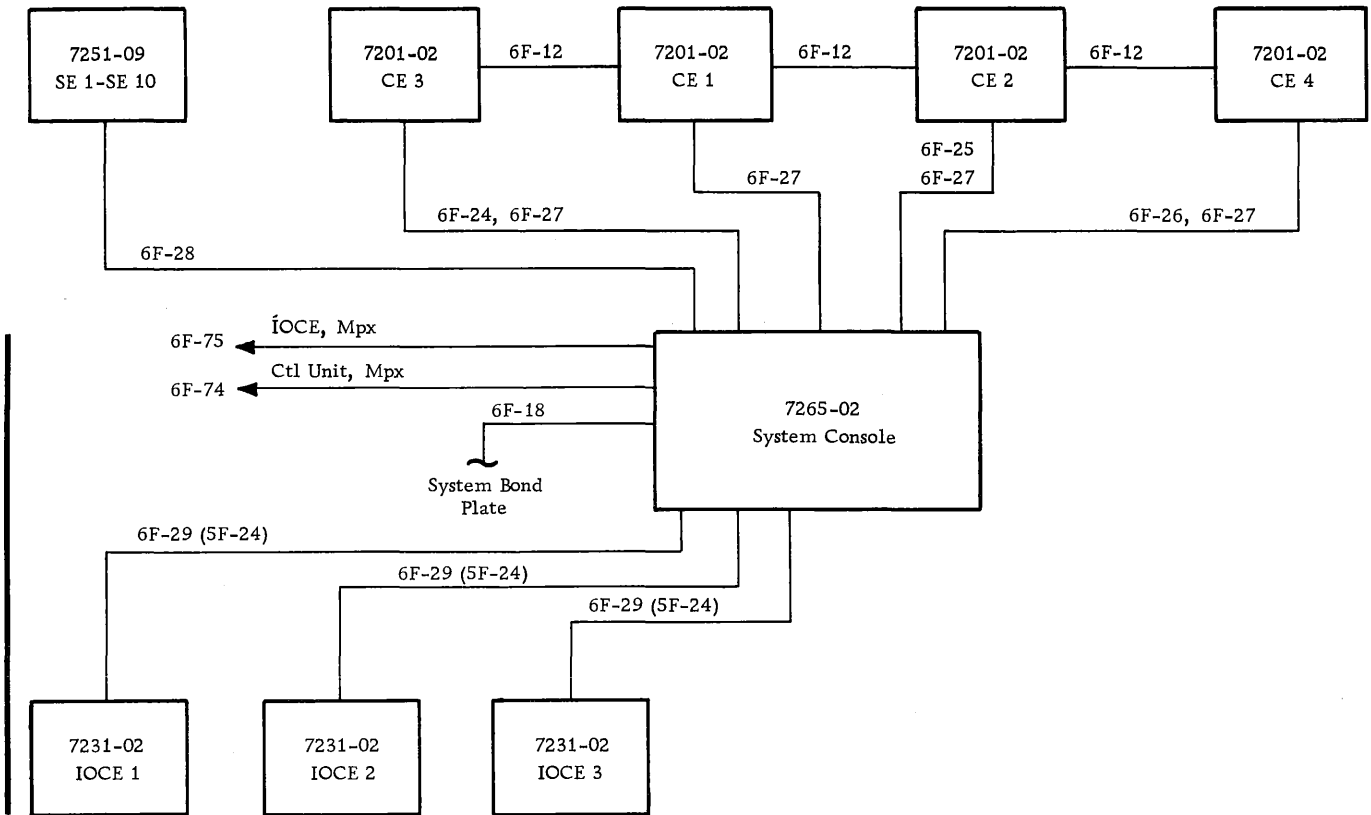 7251-09
SE 1-SE 10
7201-02
CE 3
6F-12
7201-02
CE 1
6F-12
7201-02
CE 2
6F-12
7201-02
CE 4
6F-25
6F-27
6F-27
6F-24, 6F-27
6F-26, 6F-27
6F-28
IOCE, Mpx
6F-75
Ctl Unit, Mpx
6F-74
6F-18
System Bond
Plate
7265-02
System Console
6F-29 (5F-24)
6F-29 (5F-24)
6F-29 (5F-24)
7231-02
IOCE 1
7231-02
IOCE 2
7231-02
IOCE 3